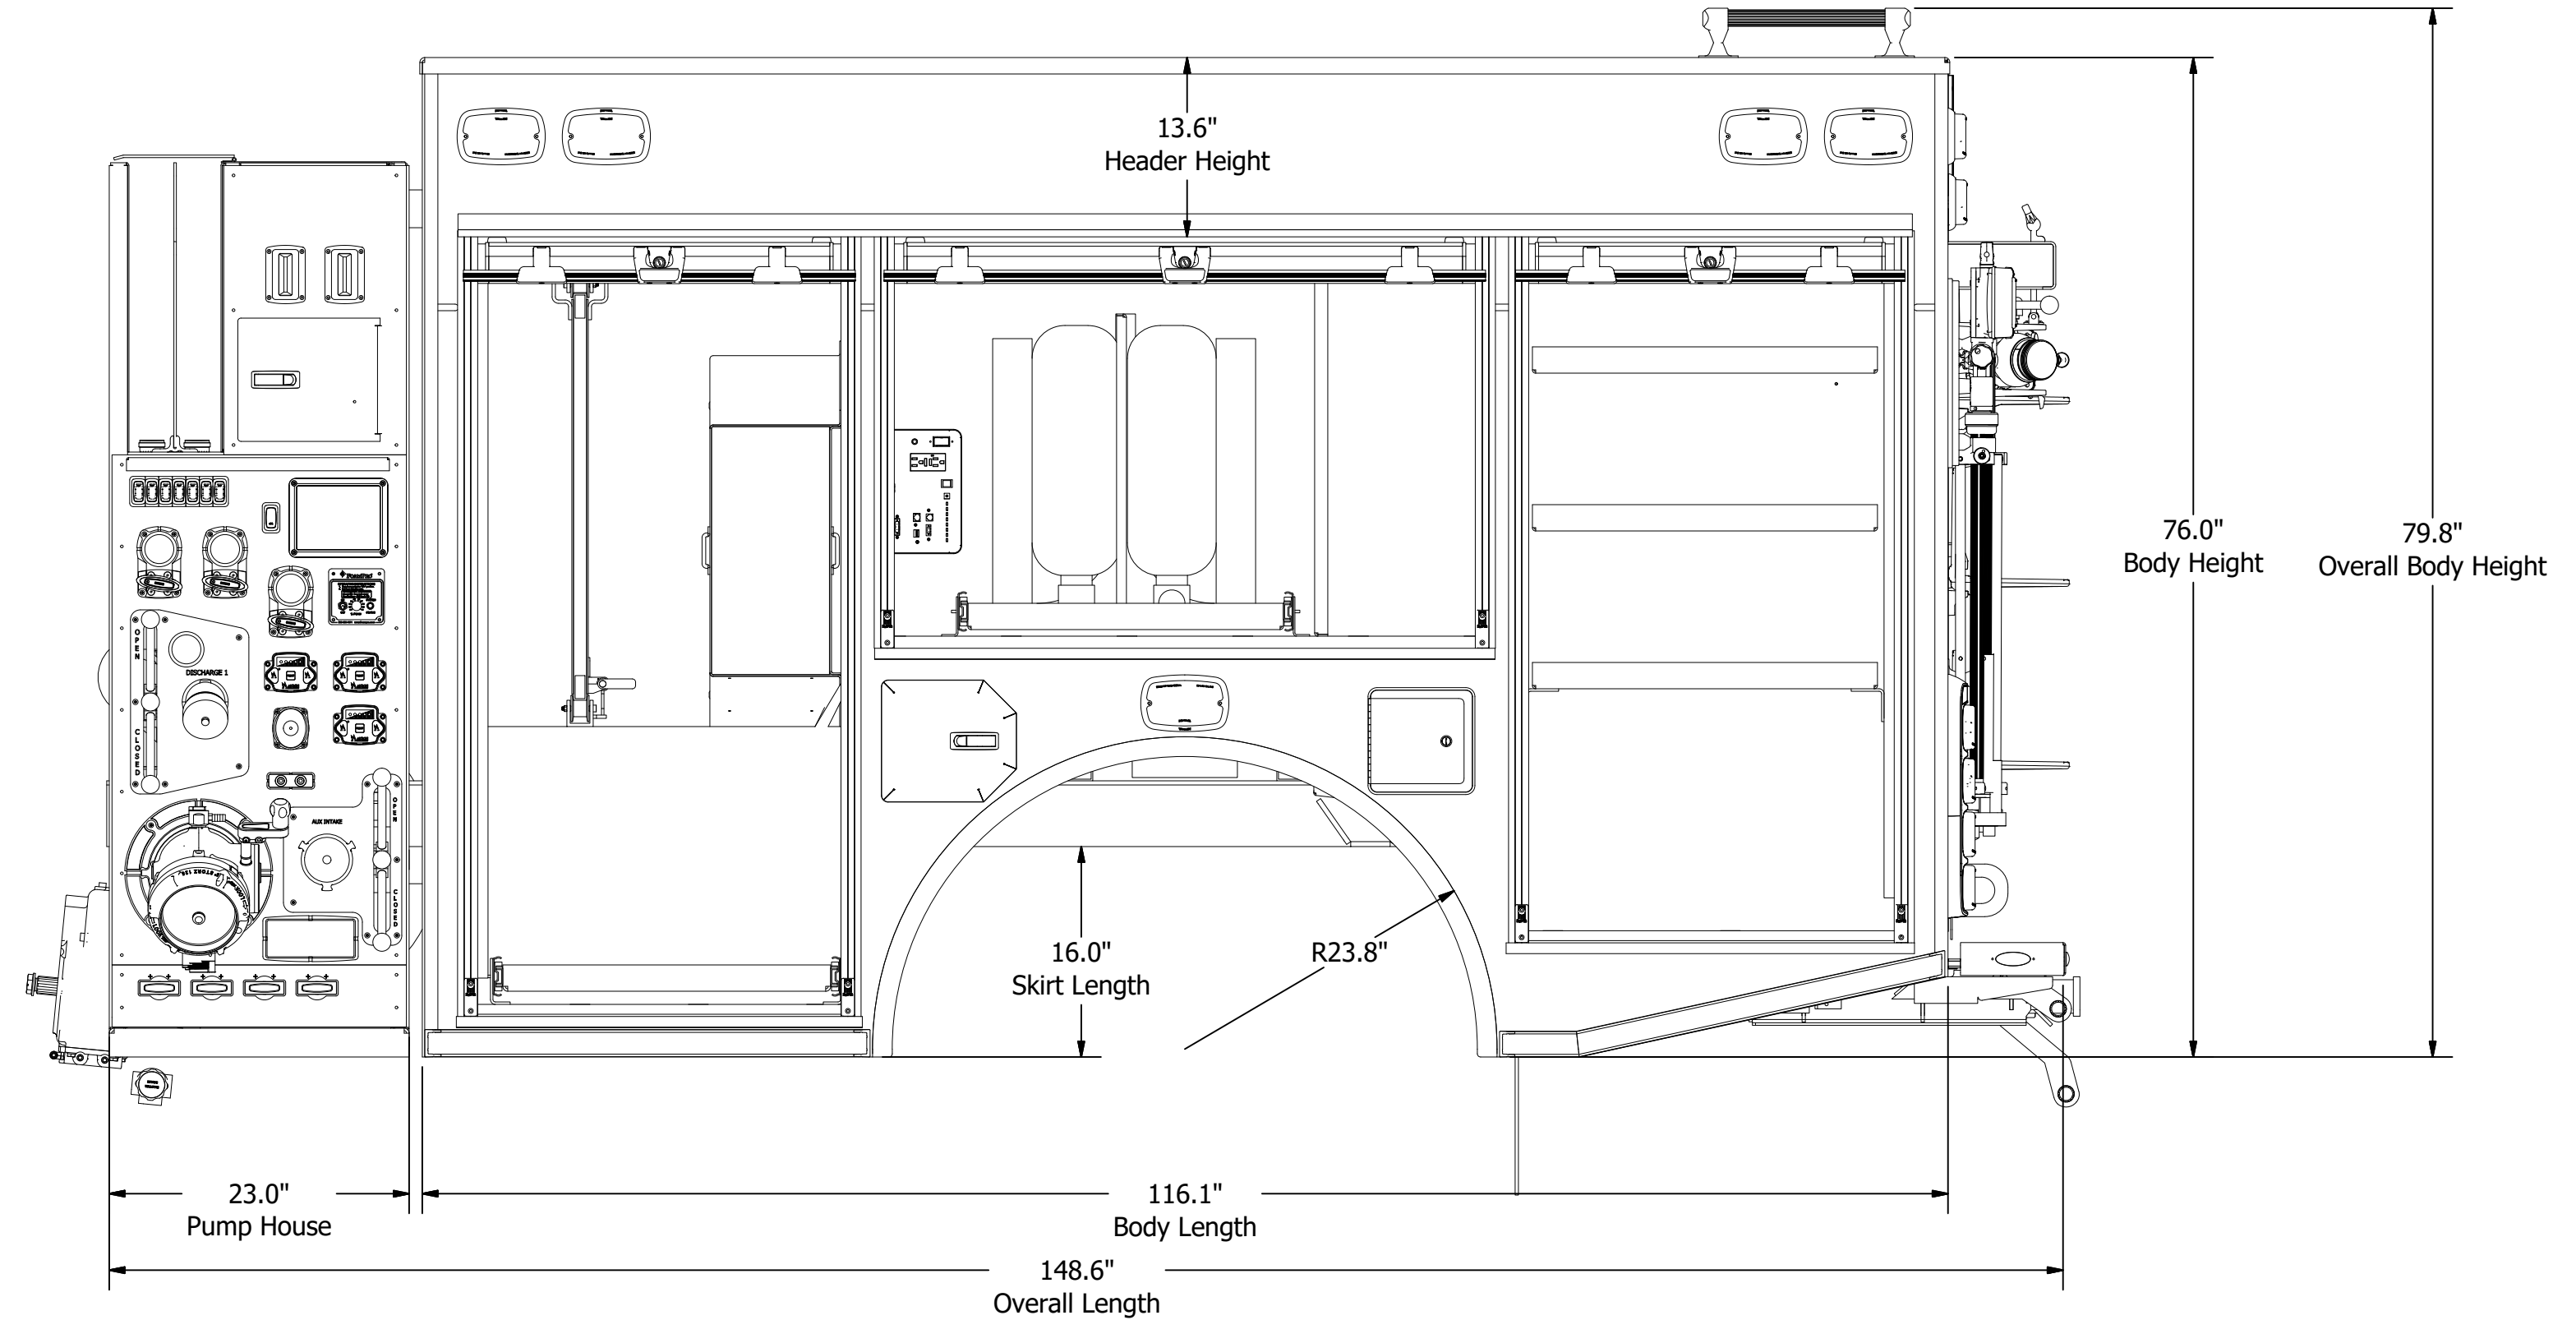 13.6"
Header Height
76.0"
Body Height
79.8"
Overall Body Height
OPEN
CLOSED
DISCHARGE 1
AUX INTAKE
OPEN
CLOSED
16.0"
Skirt Length
R23.8"
23.0"
Pump House
116.1"
Body Length
148.6"
Overall Length